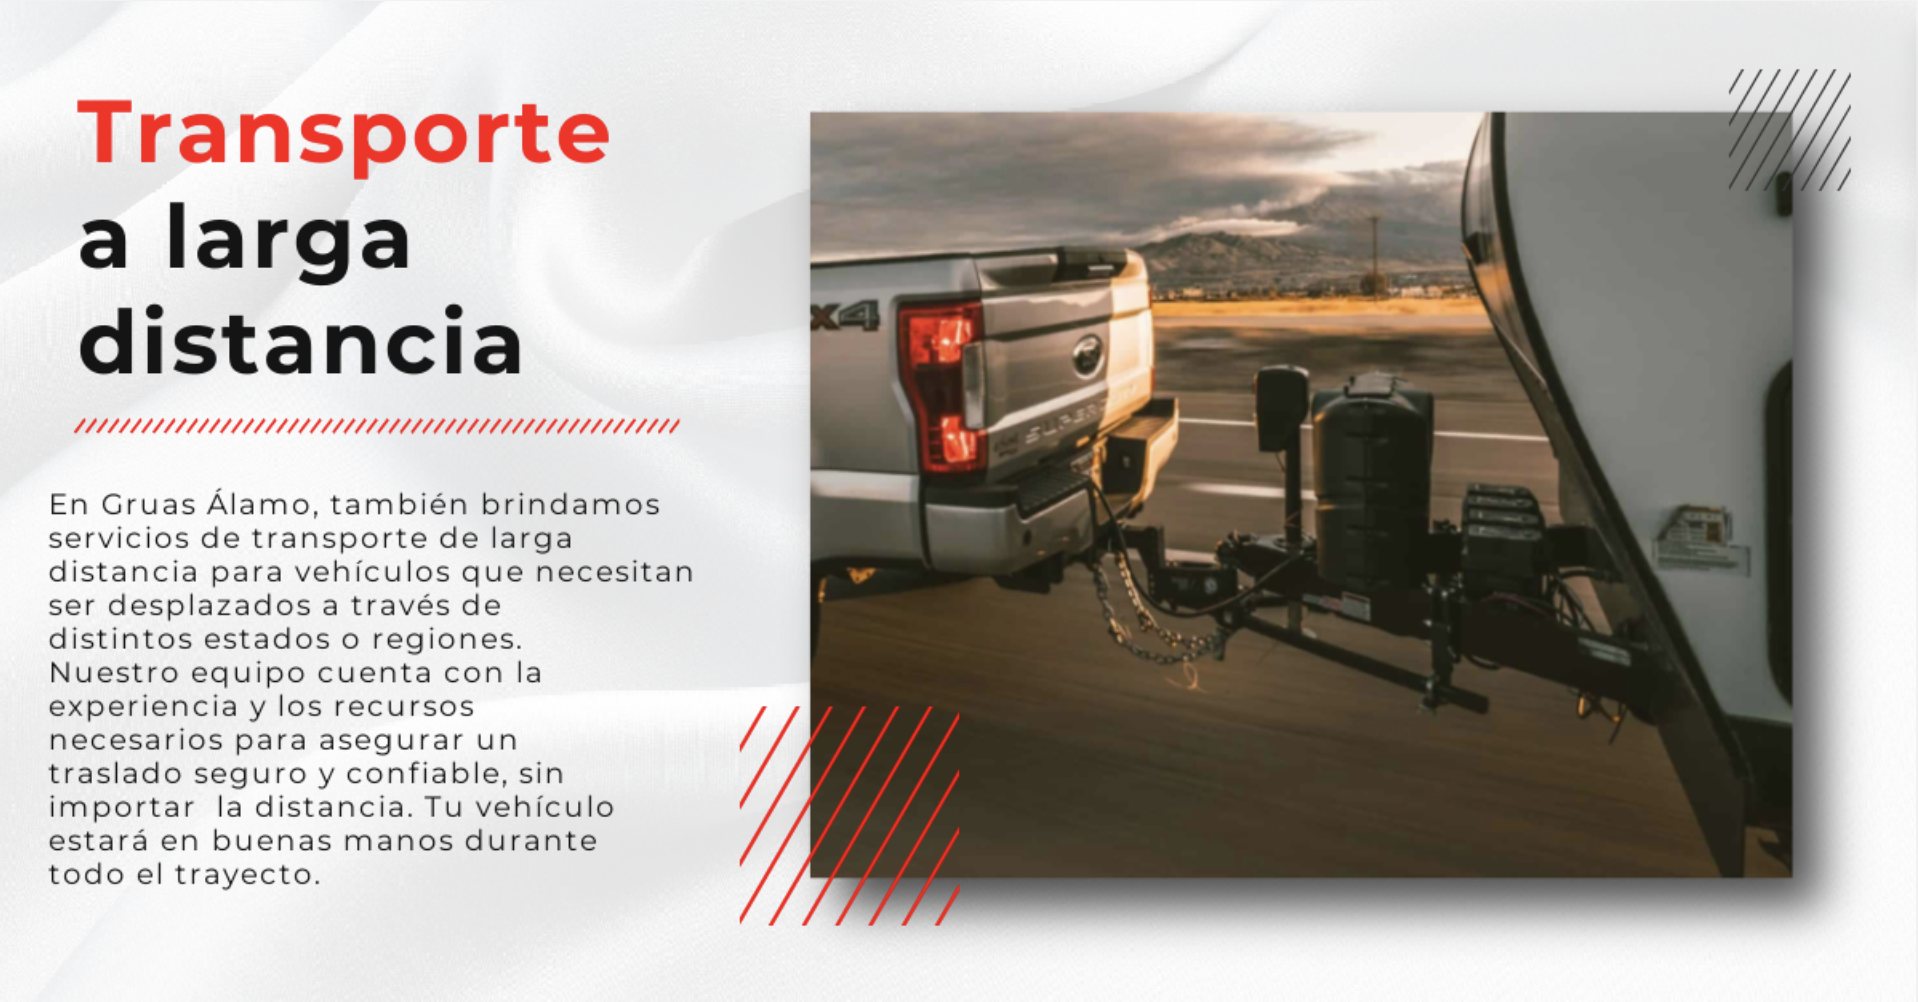 Transporte
a larga
distancia
En Gruas Álamo, también brindamos
servicios de transporte de larga
distancia para vehículos que necesitan
ser desplazados a través de
distintos estados o regiones.
Nuestro equipo cuenta con la
experiencia y los recursos
necesarios para asegurar un
traslado seguro y confiable, sin
importar  la distancia. Tu vehículo
estará en buenas manos durante
todo el trayecto.
x4